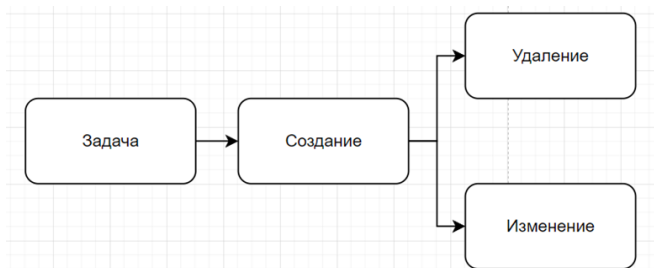 Задача
Создание
Удаление
Изменение